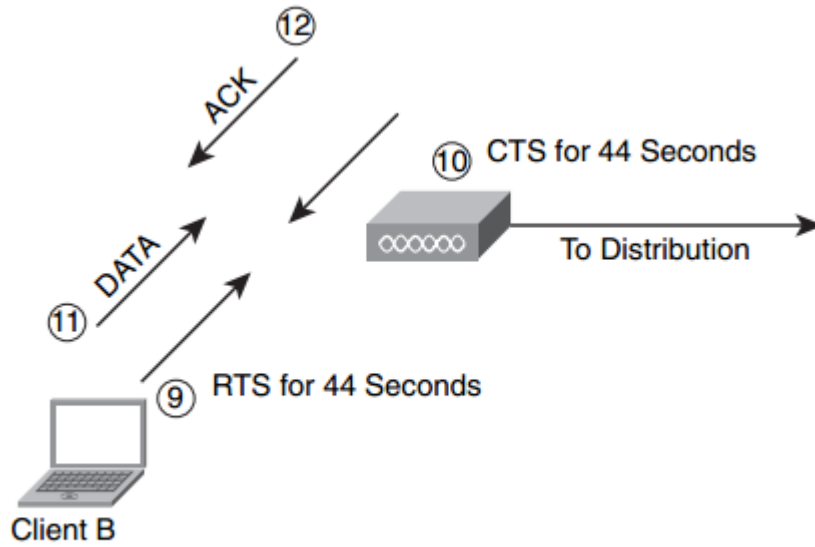 12
ACK
10 CTS for 44 Seconds
To Distribution
DATA
11
9 RTS for 44 Seconds
Client B